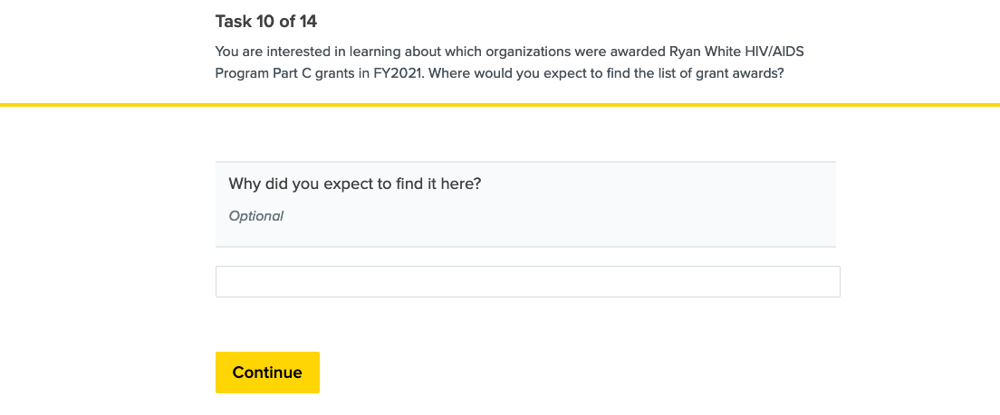 Task 10 of 14
You are interested in learning about which organizations were awarded Ryan White HIV/AIDS
Program Part C grants in FY2021. Where would you expect to find the list of grant awards?
Why did you expect to find it here?
Optional
Continue